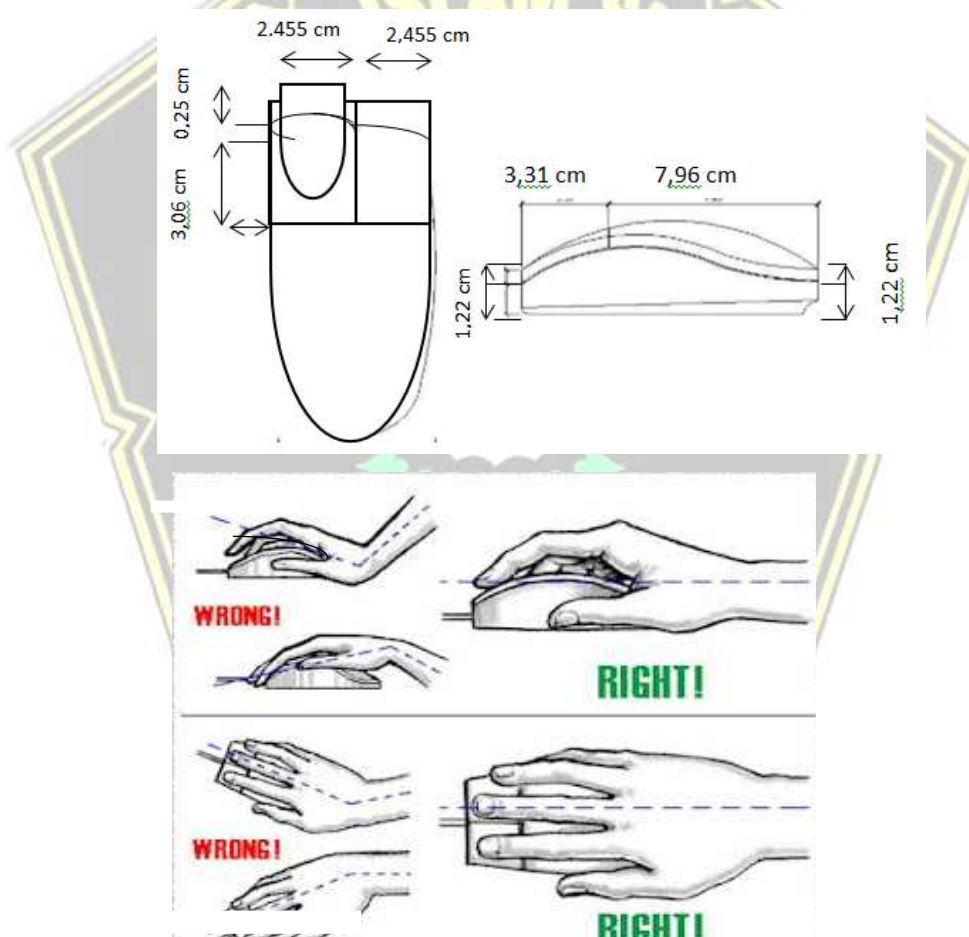 2.455 cm
2,455 cm
0,25 cm
3,06 cm
3,31 cm
7,96 cm
1,22 cm
1,22 cm
WRONG!
RIGHT!
WRONG!
RIGHT!